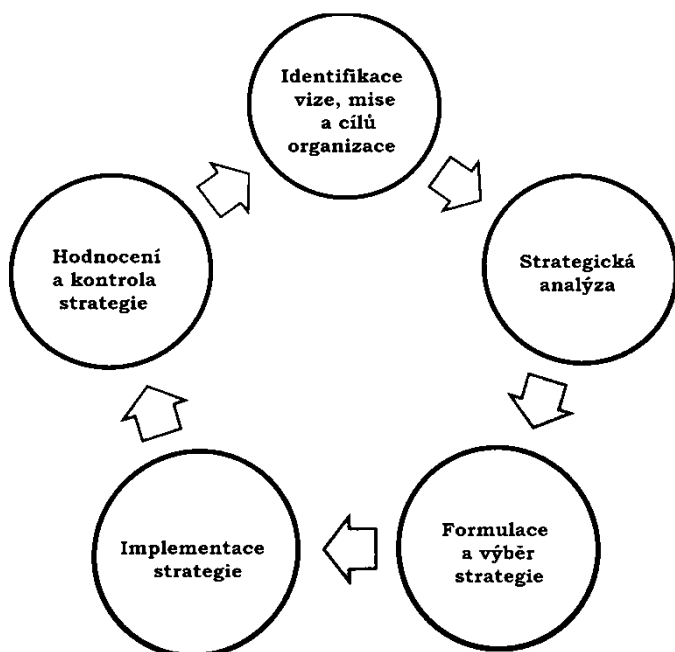 Identifikace
vize, mise
a cílů
organizace
Strategická
analýza
Formulace
a výběr
strategie
Implementace
strategie
Hodnocení
a kontrola
strategie